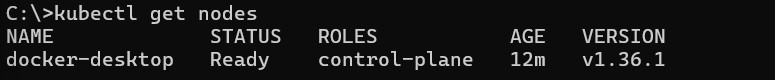 C:\>kubectl get nodes
NAME             STATUS   ROLES           AGE   VERSION
docker-desktop   Ready    control-plane   12m   v1.36.1